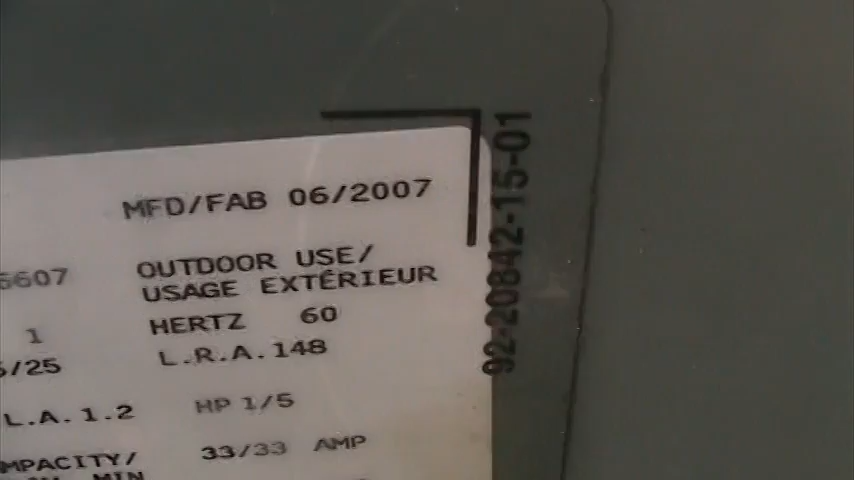 MFD/FAB 06/2007
5607 OUTDOOR USE/
USAGE EXTÉRIEUR
1 HERTZ 60
/25 L.R.A.148
L.A.1.2 HP 1/5
MPACITY/ 33/33 AMP
MIN
92-20842-15-01